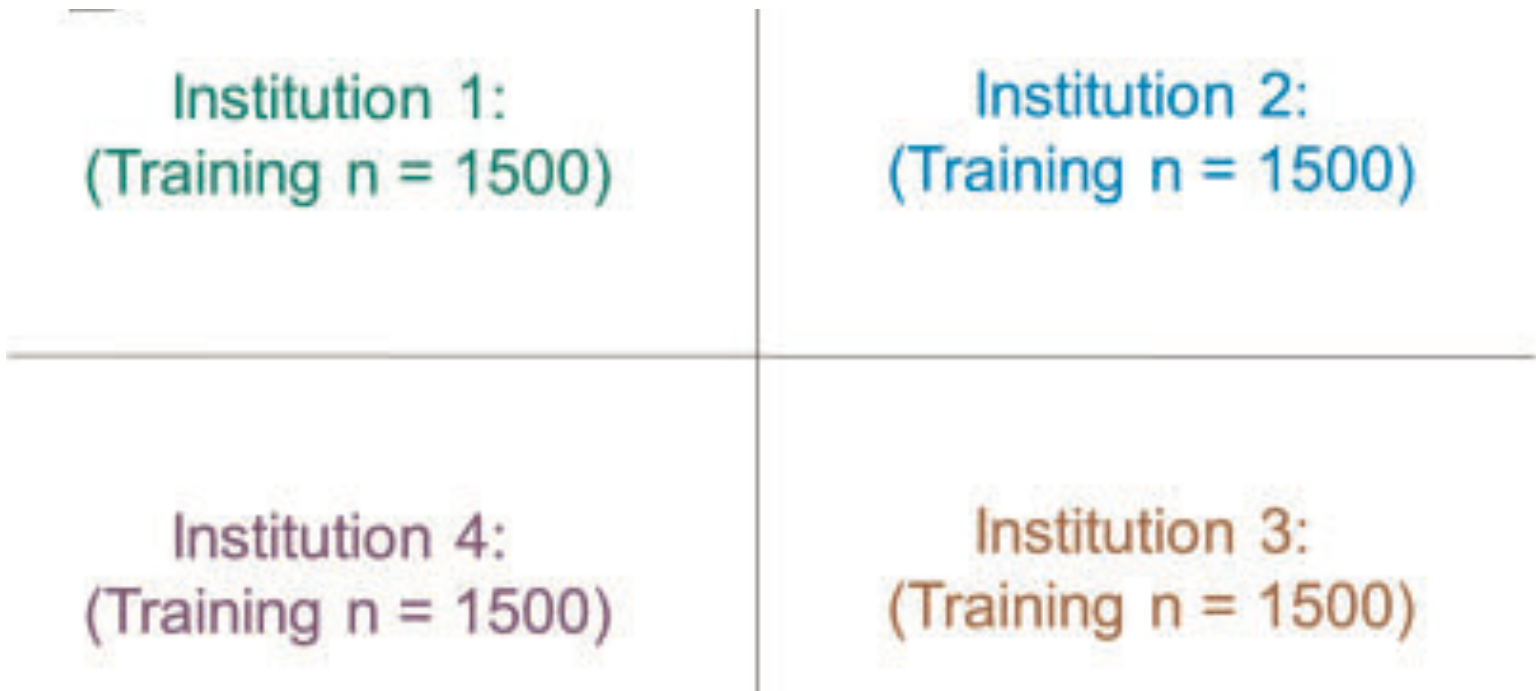 Institution 1:
(Training n = 1500)
Institution 2:
(Training n = 1500)
Institution 4:
(Training n = 1500)
Institution 3:
(Training n = 1500)